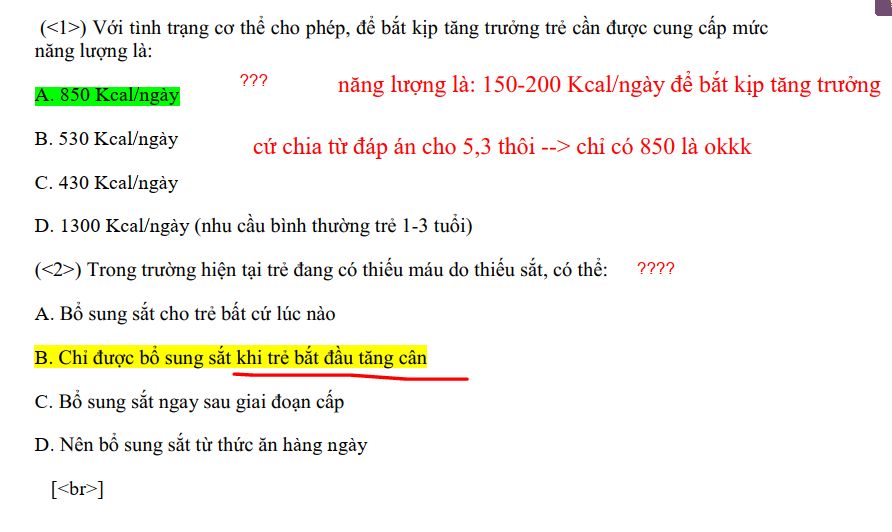 (<1>) Với tình trạng cơ thể cho phép, để bắt kịp tăng trưởng trẻ cần được cung cấp mức
năng lượng là:
A. 850 Kcal/ngày
???
năng lượng là: 150-200 Kcal/ngày để bắt kịp tăng trưởng
B. 530 Kcal/ngày
cứ chia từ đáp án cho 5,3 thôi --> chỉ có 850 là okkk
C. 430 Kcal/ngày
D. 1300 Kcal/ngày (nhu cầu bình thường trẻ 1-3 tuổi)
(<2>) Trong trường hiện tại trẻ đang có thiếu máu do thiếu sắt, có thể:
????
A. Bổ sung sắt cho trẻ bất cứ lúc nào
B. Chỉ được bổ sung sắt khi trẻ bắt đầu tăng cân
C. Bổ sung sắt ngay sau giai đoạn cấp
D. Nên bổ sung sắt từ thức ăn hàng ngày
[<br>]